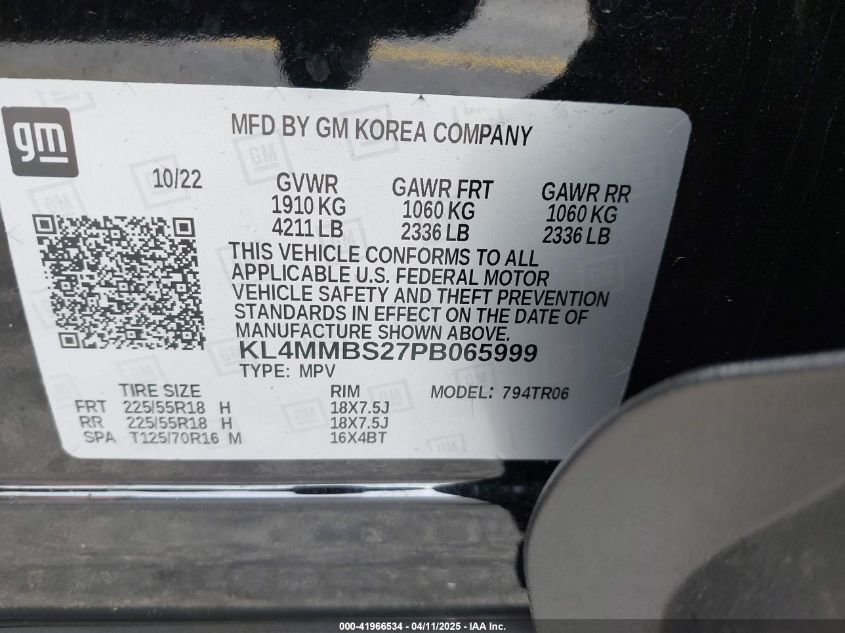 gm
MFD BY GM KOREA COMPANY
10/22
GVWR
1910 KG
4211 LB
GAWR FRT
1060 KG
2336 LB
GAWR RR
1060 KG
2336 LB
THIS VEHICLE CONFORMS TO ALL
APPLICABLE U.S. FEDERAL MOTOR
VEHICLE SAFETY AND THEFT PREVENTION
STANDARDS IN EFFECT ON THE DATE OF
MANUFACTURE SHOWN ABOVE.
KL4MMBS27PB065999
TYPE: MPV
TIRE SIZE RIM MODEL: 794TR06
FRT 225/55R18 H 18X7.5J
RR 225/55R18 H 18X7.5J
SPA T125/70R16 M 16X4BT
000-41966534 - 04/11/2025 - IAA Inc.